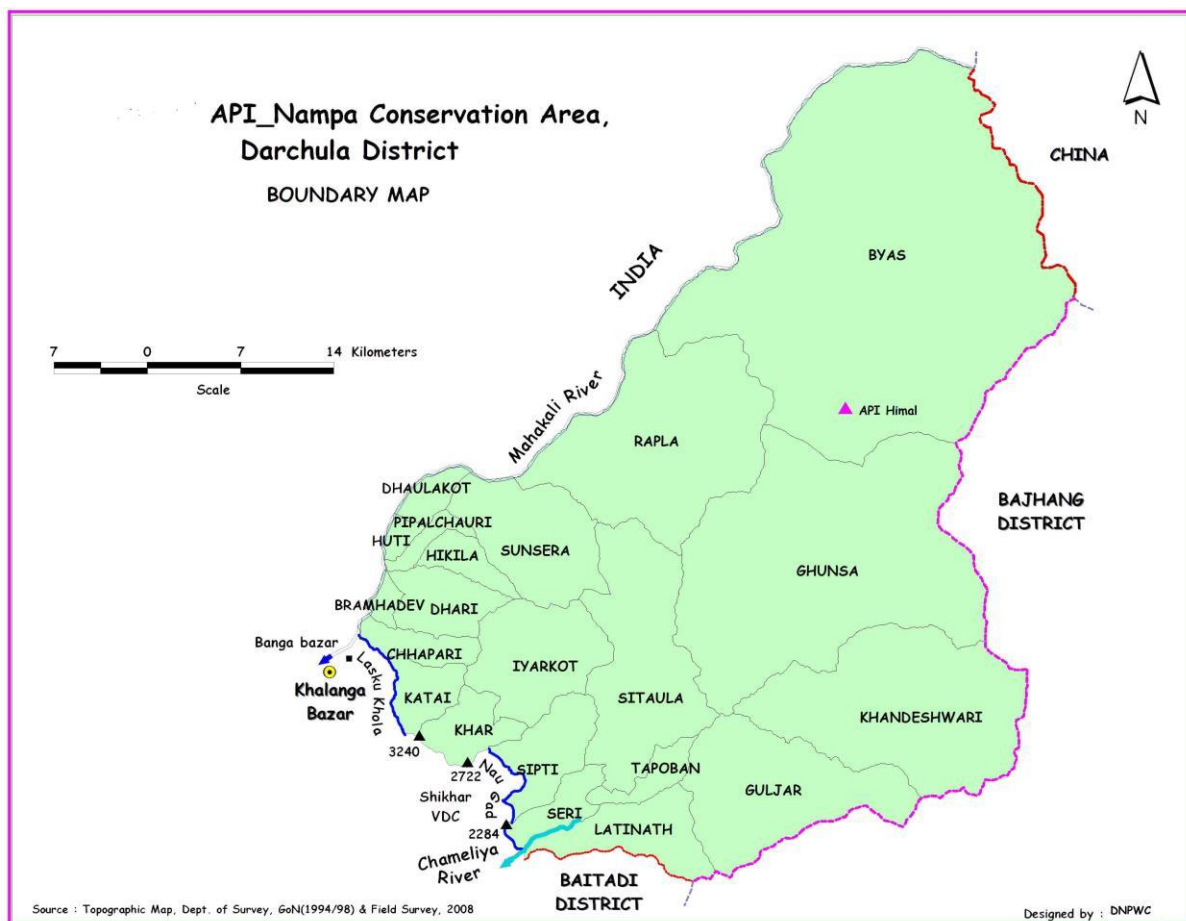 API_Nampa Conservation Area,
Darchula District
BOUNDARY MAP
N
CHINA
INDIA
BYAS
7 0 7 14 Kilometers
Scale
Mahakali River
API Himal
RAPLA
BAJHANG
DISTRICT
DHAULAKOT
PIPALCHAURI
HUTI
HIKILA
SUNSERA
GHUNSA
BRAMHADEV
DHARI
Banga bazar
CHHAPARI
IYARKOT
Lasku Khola
Khalanga
Bazar
KATAI
SITAULA
KHANDESHWARI
KHAR
3240
2722
Nau Gad
SIPTI
TAPOBAN
GULJAR
Shikhar
VDC
SERI
2284
LATINATH
Chameliya
River
BAITADI
DISTRICT
Source : Topographic Map, Dept. of Survey, GoN(1994/98) & Field Survey, 2008
Designed by : DNPWC